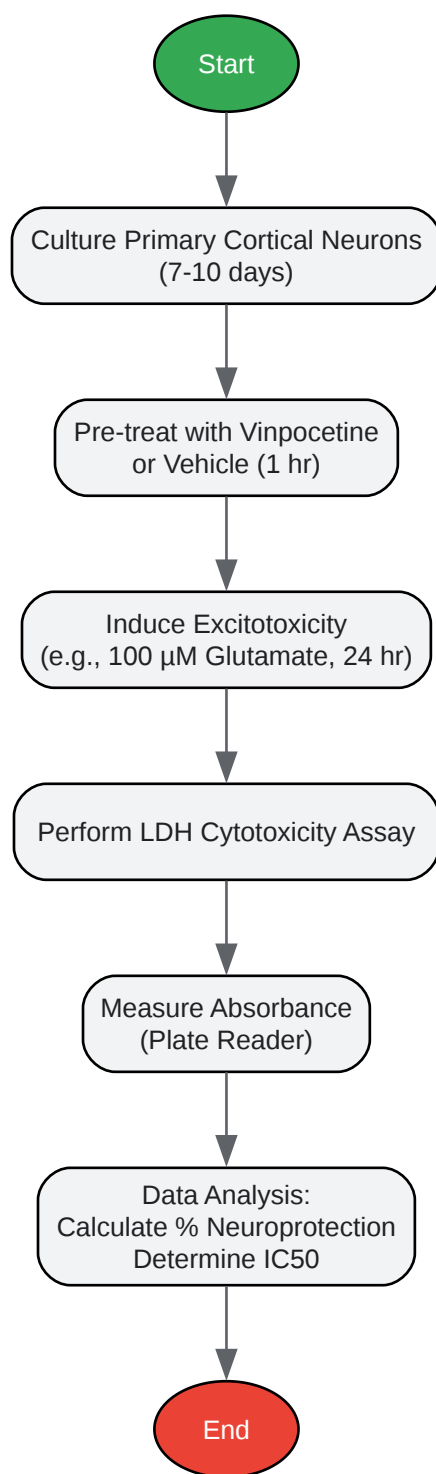 Start
Culture Primary Cortical Neurons
(7-10 days)
Pre-treat with Vinpocetine
or Vehicle (1 hr)
Induce Excitotoxicity
(e.g., 100 µM Glutamate, 24 hr)
Perform LDH Cytotoxicity Assay
Measure Absorbance
(Plate Reader)
Data Analysis:
Calculate % Neuroprotection
Determine IC50
End